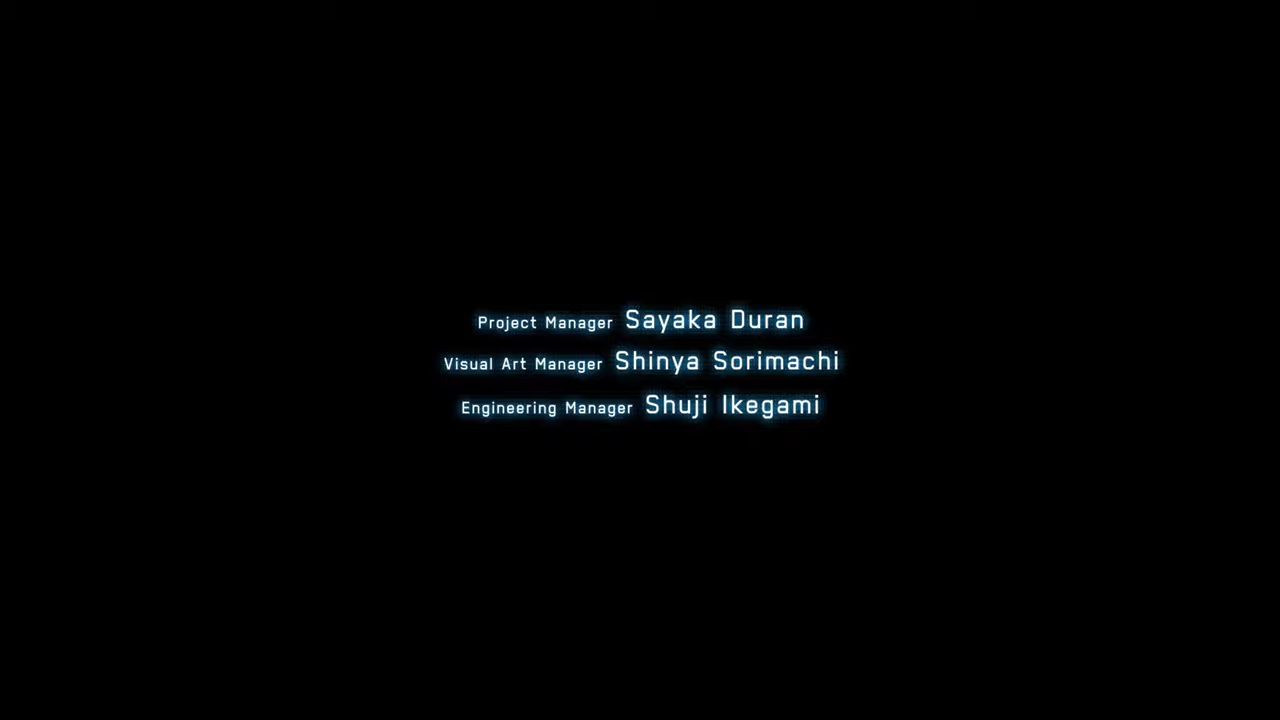 Project Manager Sayaka Duran
Visual Art Manager Shinya Sorimachi
Engineering Manager Shuji Ikegami